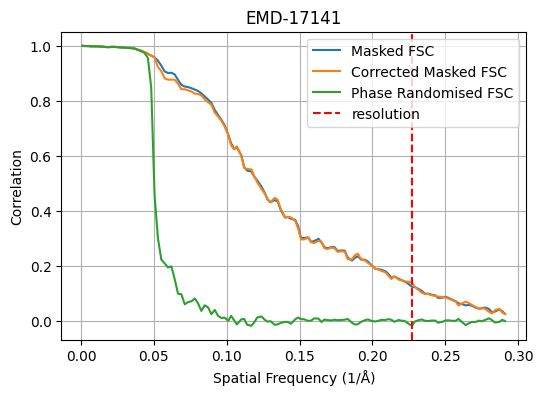 EMD-17141
Masked FSC
Corrected Masked FSC
Phase Randomised FSC
resolution
Correlation
1.0
0.8
0.6
0.4
0.2
0.0
0.00 0.05 0.10 0.15 0.20 0.25 0.30
Spatial Frequency (1/Å)